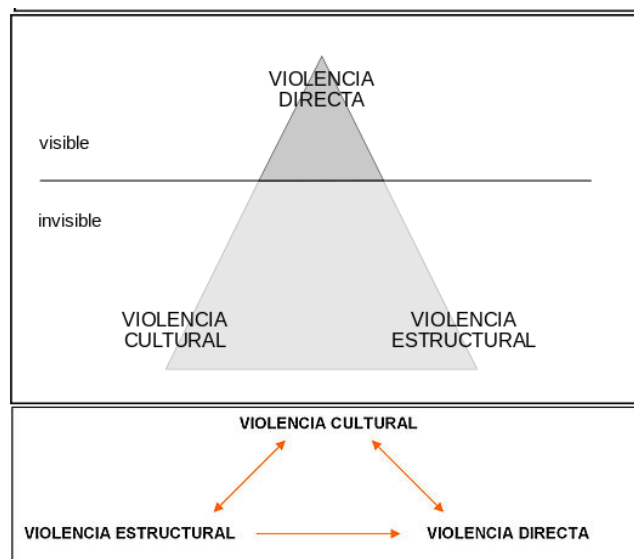 VIOLENCIA
DIRECTA
visible
invisible
VIOLENCIA
CULTURAL
VIOLENCIA
ESTRUCTURAL
VIOLENCIA CULTURAL
VIOLENCIA ESTRUCTURAL
VIOLENCIA DIRECTA